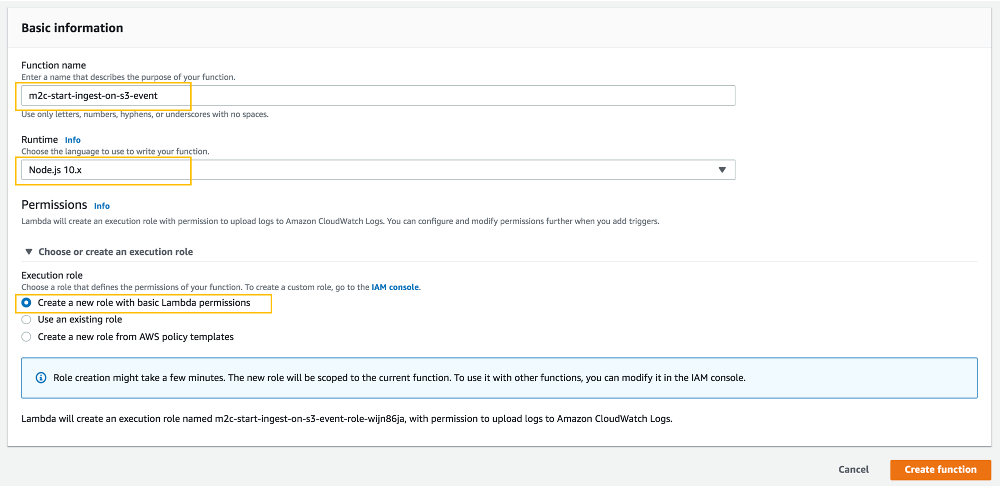 Basic information
Function name
Enter a name that describes the purpose of your function.
m2c-start-ingest-on-s3-event
Use only letters, numbers, hyphens, or underscores with no spaces.
Runtime Info
Choose the language to use to write your function.
Node.js 10.x
Permissions Info
Lambda will create an execution role with permission to upload logs to Amazon CloudWatch Logs. You can configure and modify permissions further when you add triggers.
Choose or create an execution role
Execution role
Choose a role that defines the permissions of your function. To create a custom role, go to the IAM console.
Create a new role with basic Lambda permissions
Use an existing role
Create a new role from AWS policy templates
Role creation might take a few minutes. The new role will be scoped to the current function. To use it with other functions, you can modify it in the IAM console.
Lambda will create an execution role named m2c-start-ingest-on-s3-event-role-wijn86ja, with permission to upload logs to Amazon CloudWatch Logs.
Cancel Create function